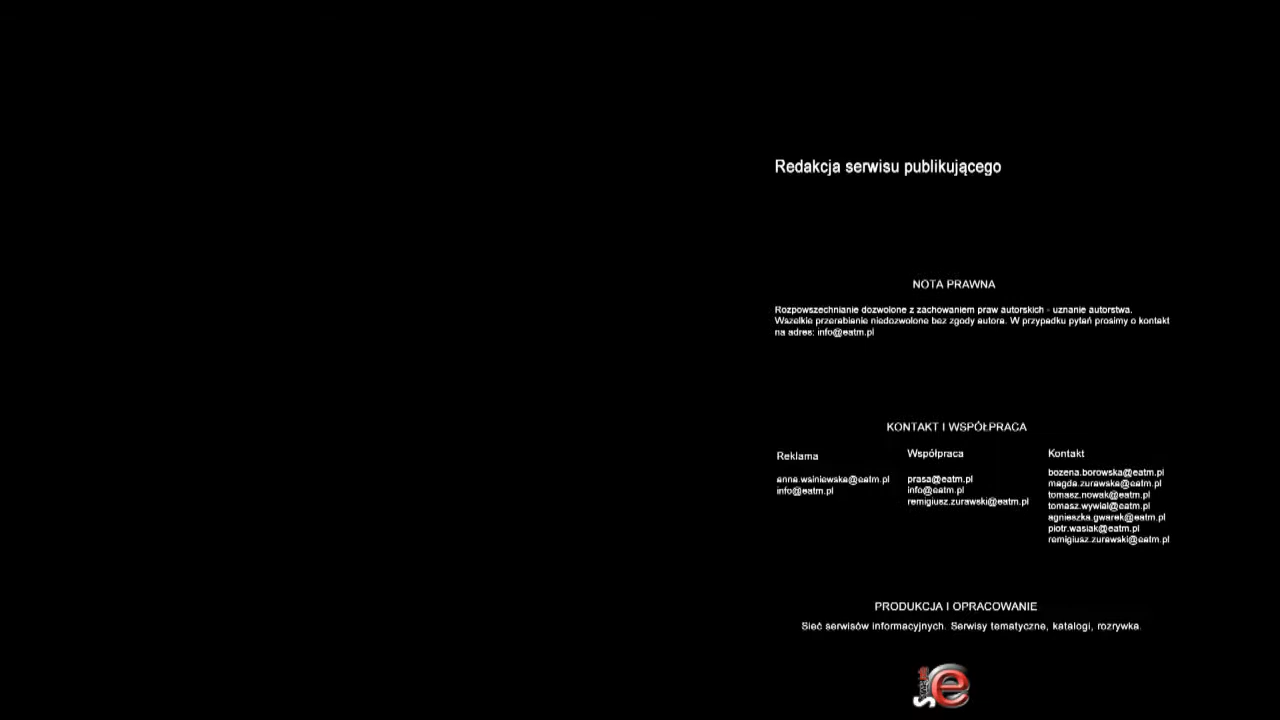 Redakcja serwisu publikującego
NOTA PRAWNA
Rozpowszechnianie dozwolone z zachowaniem praw autorskich - uznanie autorstwa.
Wszelkie przerabianie niedozwolone bez zgody autora. W przypadku pytań prosimy o kontakt
na adres: info@eatm.pl
KONTAKT I WSPÓŁPRACA
Reklama
anna.wsiniewska@eatm.pl
info@eatm.pl
Współpraca
prasa@eatm.pl
info@eatm.pl
remigiusz.zurawski@eatm.pl
Kontakt
bozena.borowska@eatm.pl
magda.zurawska@eatm.pl
tomasz.nowak@eatm.pl
tomasz.wywial@eatm.pl
agnieszka.gwarek@eatm.pl
piotr.wasiak@eatm.pl
remigiusz.zurawski@eatm.pl
PRODUKCJA I OPRACOWANIE
Sieć serwisów informacyjnych. Serwisy tematyczne, katalogi, rozrywka.
e